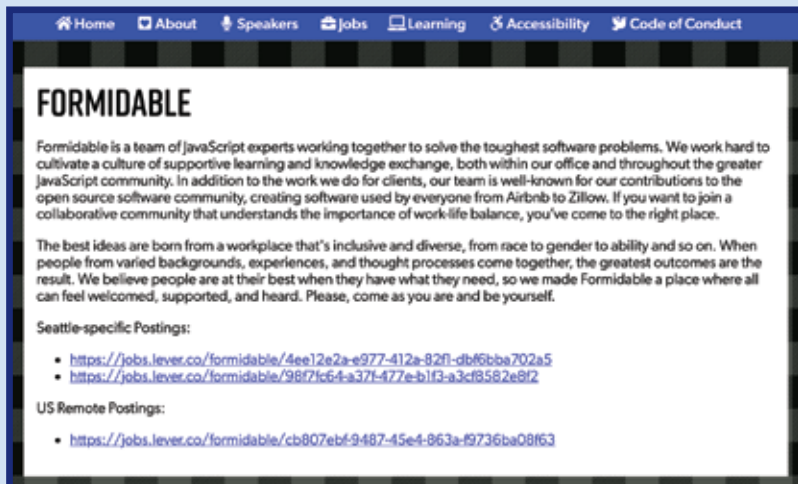 Home About Speakers Jobs Learning Accessibility Code of Conduct
FORMIDABLE
Formidable is a team of JavaScript experts working together to solve the toughest software problems. We work hard to
cultivate a culture of supportive learning and knowledge exchange, both within our office and throughout the greater
JavaScript community. In addition to the work we do for clients, our team is well-known for our contributions to the
open source software community, creating software used by everyone from Airbnb to Zillow. If you want to join a
collaborative community that understands the importance of work-life balance, you've come to the right place.
The best ideas are born from a workplace that's inclusive and diverse, from race to gender to ability and so on. When
people from varied backgrounds, experiences, and thought processes come together, the greatest outcomes are the
result. We believe people are at their best when they have what they need, so we made Formidable a place where all
can feel welcomed, supported, and heard. Please, come as you are and be yourself.
Seattle-specific Postings:
• https://jobs.lever.co/formidable/4ee12e2a-e977-412a-82f1-dbf6bba702a5
• https://jobs.lever.co/formidable/98f7fc64-a37f-477e-b1f3-a3cf8582e8f2
US Remote Postings:
• https://jobs.lever.co/formidable/cb807ebf-9487-45e4-863a-f9736ba08f63